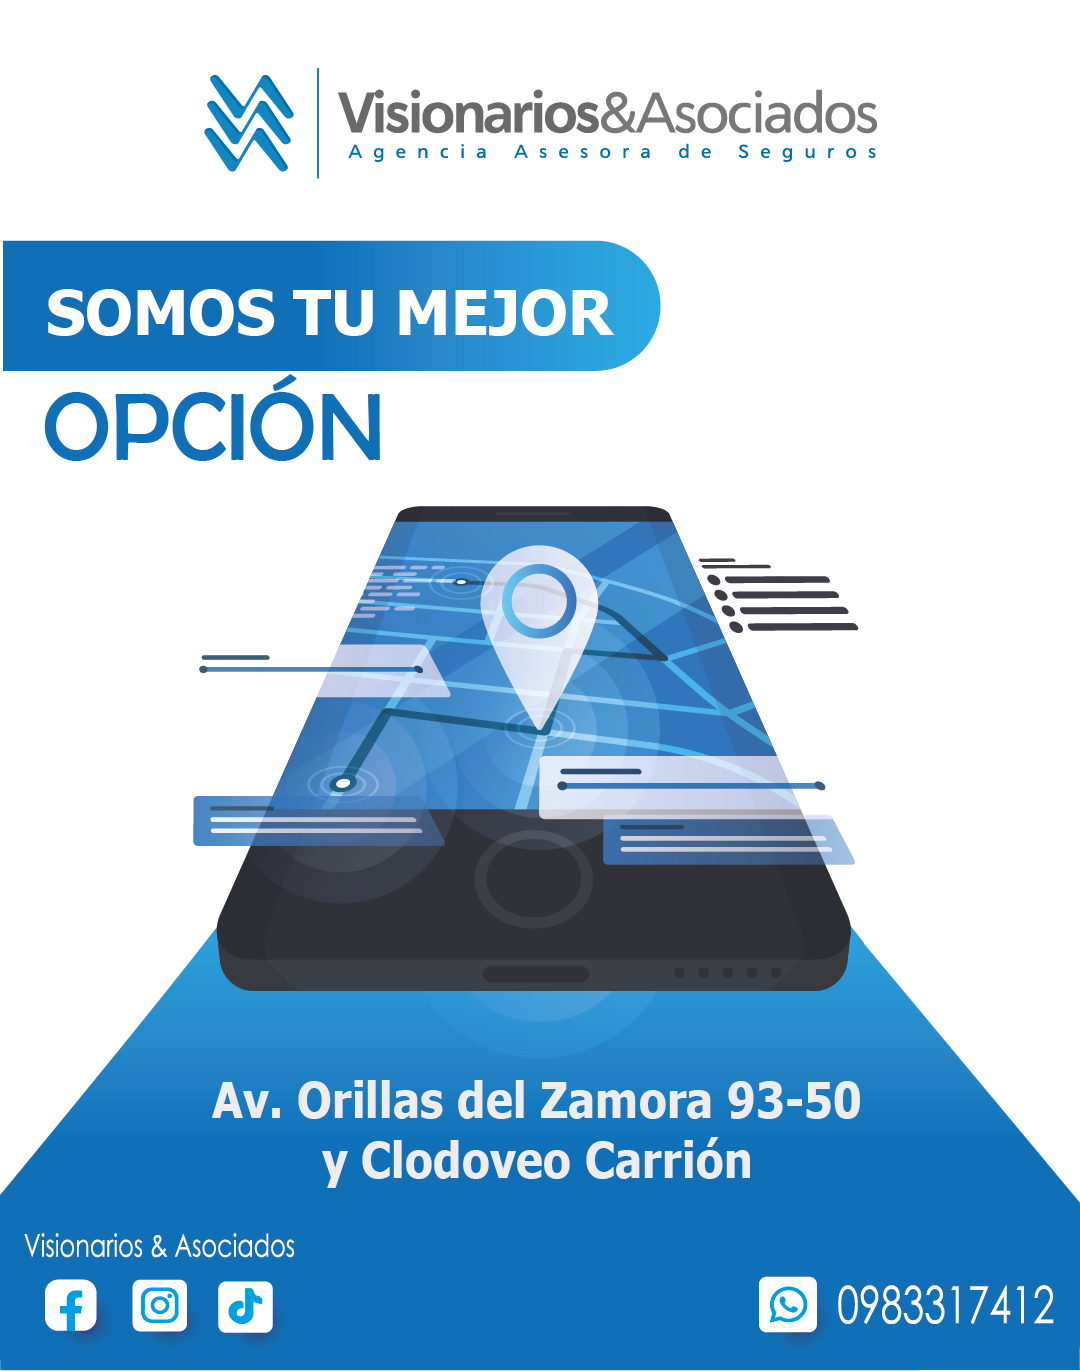 Visionarios&Asociados
Agencia Asesora de Seguros
SOMOS TU MEJOR
OPCIÓN
Av. Orillas del Zamora 93-50
y Clodoveo Carrión
Visionarios & Asociados
0983317412